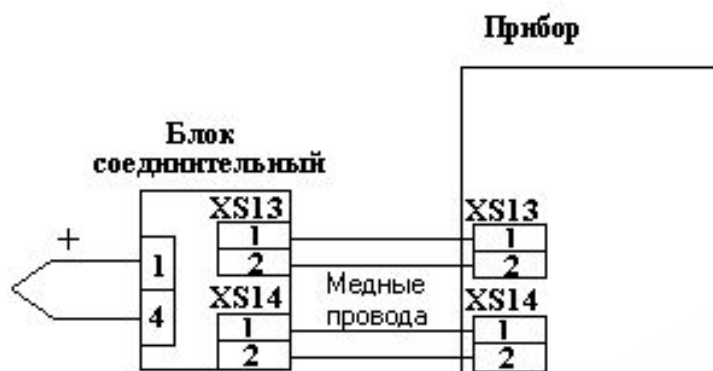 Прибор
Блок
соединительный
+
1
4
XS13
1
2
XS14
1
2
Медные
провода
XS13
1
2
XS14
1
2